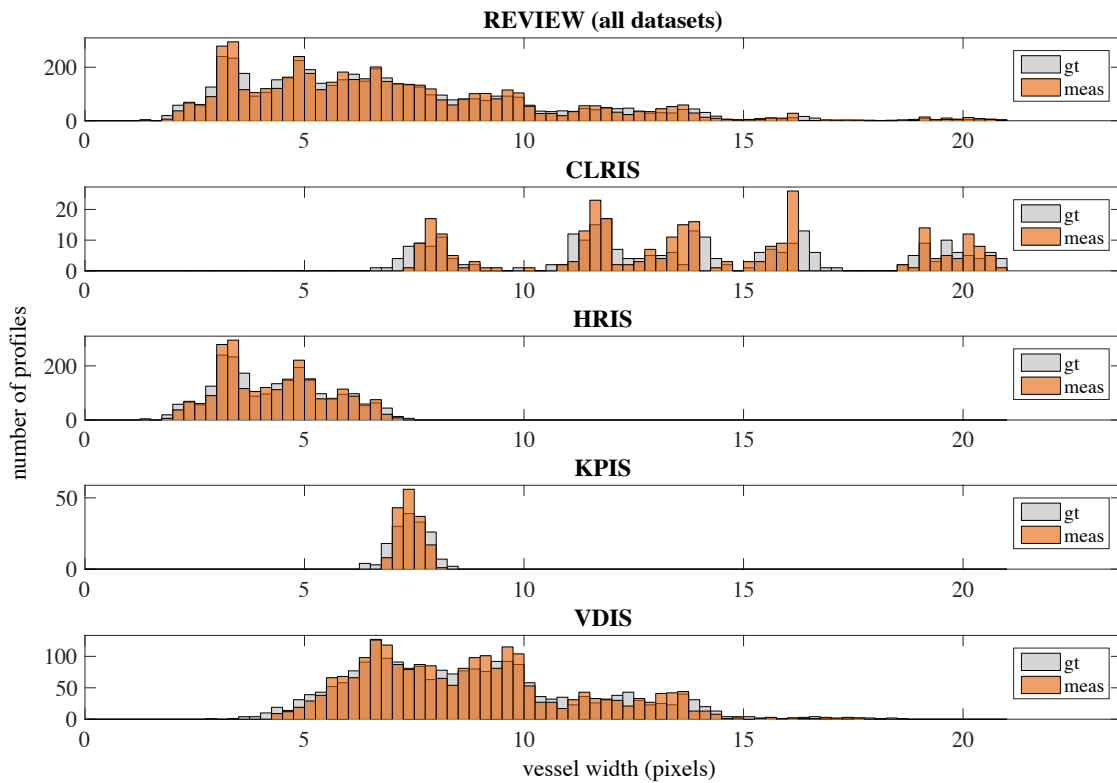 REVIEW (all datasets)
200
0
gt
meas
0 5 10 15 20
CLRIS
20
10
0
gt
meas
0 5 10 15 20
HRIS
200
0
gt
meas
0 5 10 15 20
number of profiles
KPIS
50
0
gt
meas
0 5 10 15 20
VDIS
100
50
0
gt
meas
0 5 10 15 20
vessel width (pixels)